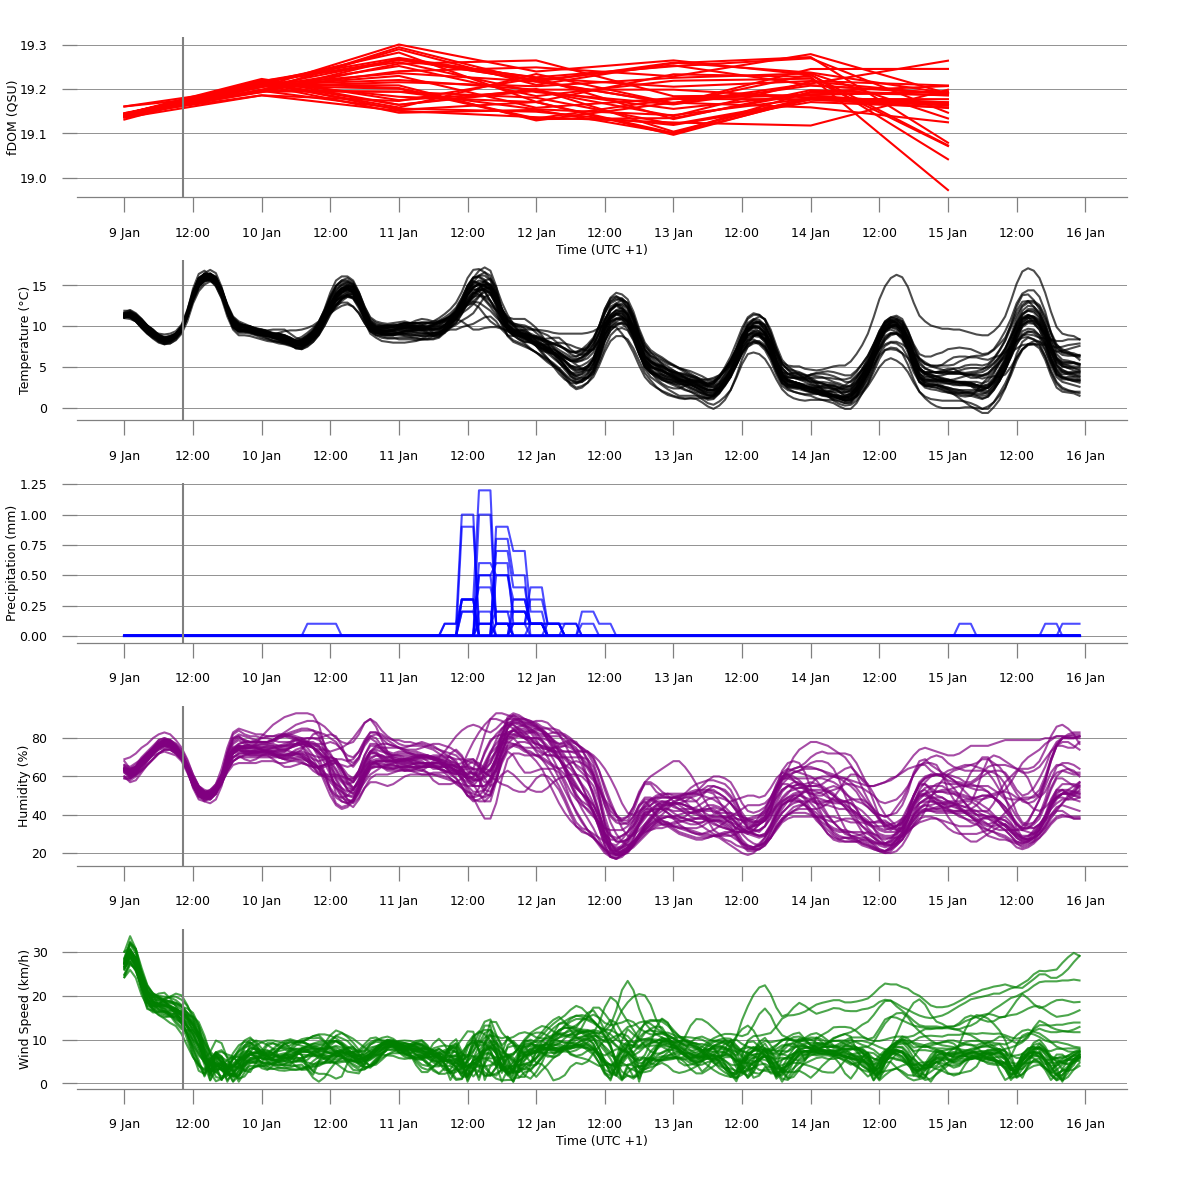 19.3
19.2
19.1
19.0
fDOM (QSU)
9 Jan 12:00 10 Jan 12:00 11 Jan 12:00 12 Jan 12:00 13 Jan 12:00 14 Jan 12:00 15 Jan 12:00 16 Jan
Time (UTC +1)
15
10
5
0
Temperature (°C)
9 Jan 12:00 10 Jan 12:00 11 Jan 12:00 12 Jan 12:00 13 Jan 12:00 14 Jan 12:00 15 Jan 12:00 16 Jan
1.25
1.00
0.75
0.50
0.25
0.00
Precipitation (mm)
9 Jan 12:00 10 Jan 12:00 11 Jan 12:00 12 Jan 12:00 13 Jan 12:00 14 Jan 12:00 15 Jan 12:00 16 Jan
80
60
40
20
Humidity (%)
9 Jan 12:00 10 Jan 12:00 11 Jan 12:00 12 Jan 12:00 13 Jan 12:00 14 Jan 12:00 15 Jan 12:00 16 Jan
30
20
10
0
Wind Speed (km/h)
9 Jan 12:00 10 Jan 12:00 11 Jan 12:00 12 Jan 12:00 13 Jan 12:00 14 Jan 12:00 15 Jan 12:00 16 Jan
Time (UTC +1)